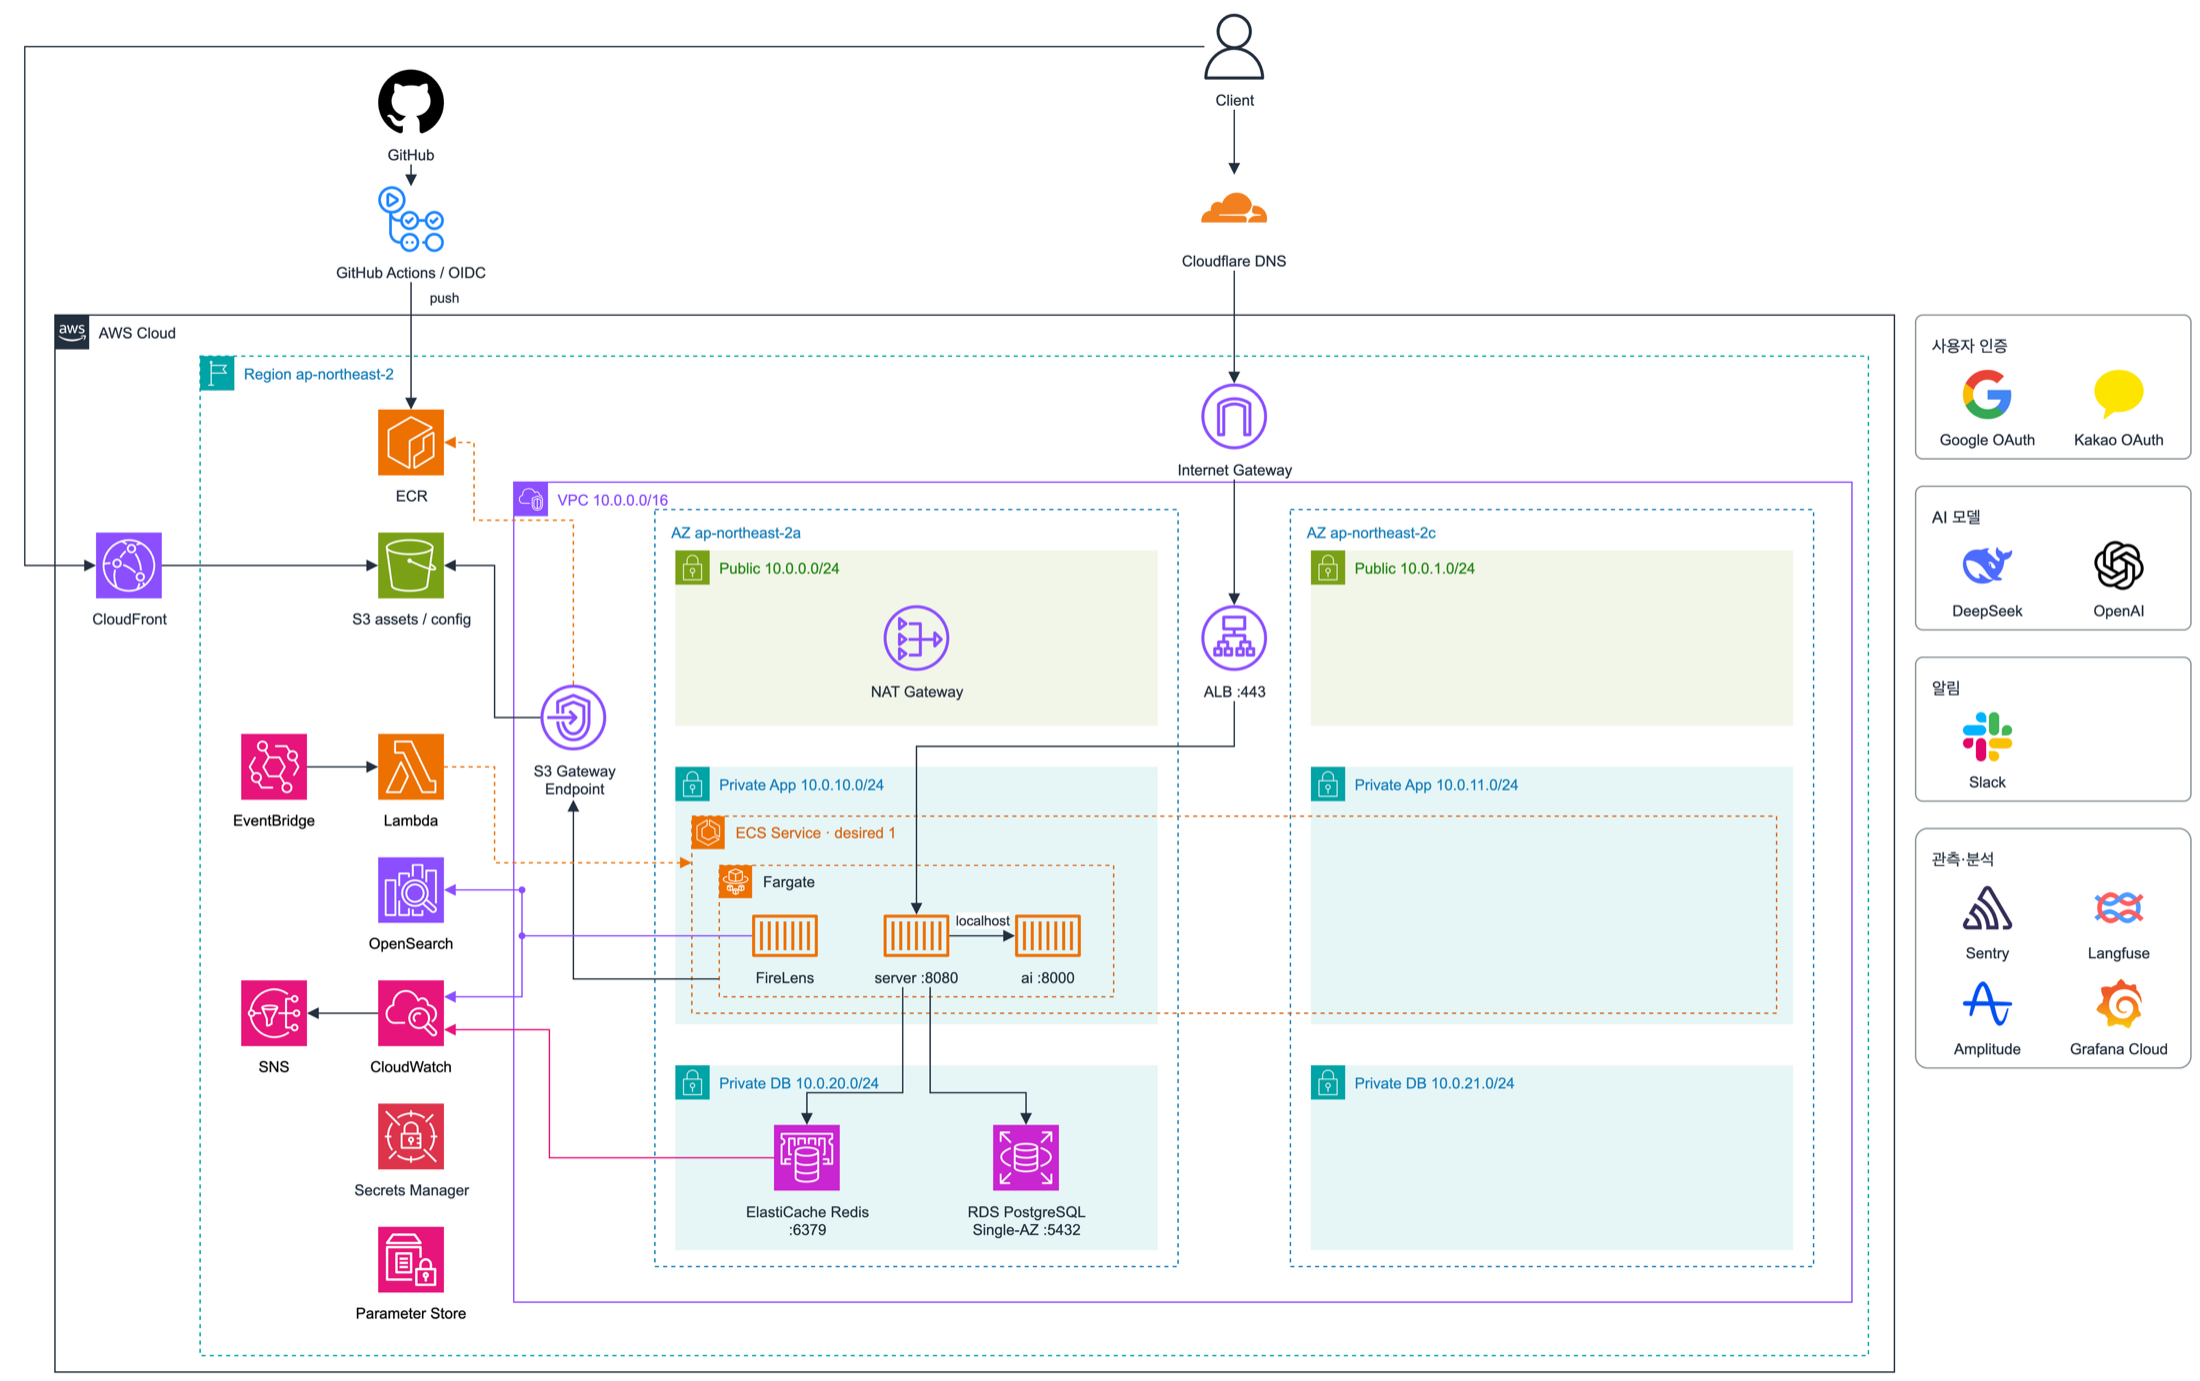 Client
GitHub
GitHub Actions / OIDC
push
Cloudflare DNS
aws
AWS Cloud
Region ap-northeast-2
ECR
Internet Gateway
VPC 10.0.0.0/16
AZ ap-northeast-2a
AZ ap-northeast-2c
Public 10.0.0.0/24
Public 10.0.1.0/24
CloudFront
S3 assets / config
NAT Gateway
ALB :443
S3 Gateway
Endpoint
Private App 10.0.10.0/24
Private App 10.0.11.0/24
EventBridge
Lambda
ECS Service · desired 1
Fargate
localhost
OpenSearch
FireLens
server :8080
ai :8000
SNS
CloudWatch
Private DB 10.0.20.0/24
Private DB 10.0.21.0/24
Secrets Manager
ElastiCache Redis
:6379
RDS PostgreSQL
Single-AZ :5432
Parameter Store
사용자 인증
Google OAuth
Kakao OAuth
AI 모델
DeepSeek
OpenAI
알림
Slack
관측·분석
Sentry
Langfuse
Amplitude
Grafana Cloud